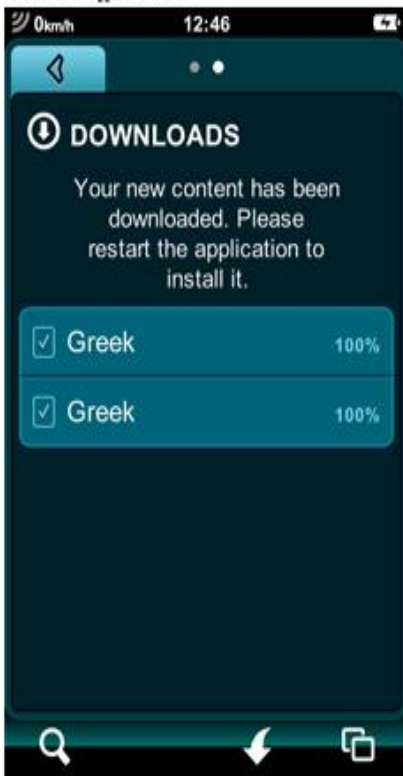 0km/h 12:46
DOWNLOADS
Your new content has been
downloaded. Please
restart the application to
install it.
Greek 100%
Greek 100%